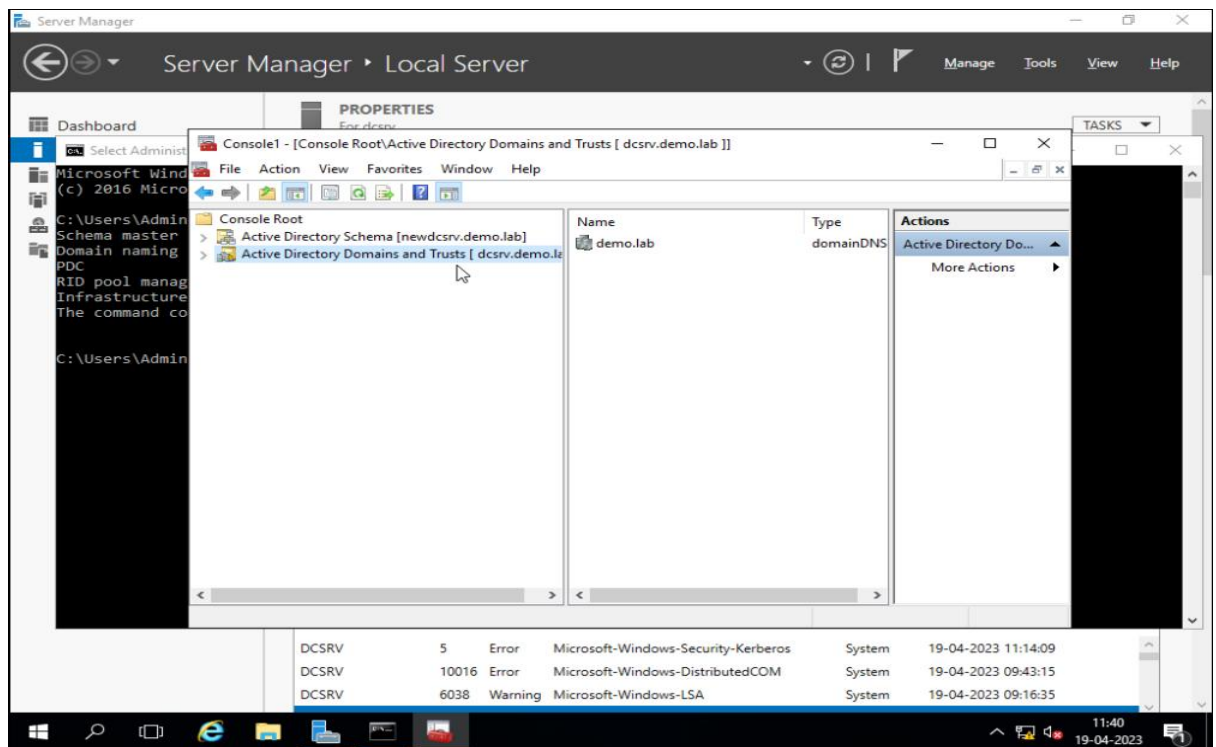 Server Manager
Server Manager • Local Server
Manage Tools View Help
Dashboard
PROPERTIES
For dcsrv
TASKS
Select Administ
Console1 - [Console Root\Active Directory Domains and Trusts [ dcsrv.demo.lab ]]
File Action View Favorites Window Help
Microsoft Wind
(c) 2016 Micro
C:\Users\Admin
Schema master
Domain naming
PDC
RID pool manag
Infrastructure
The command co
C:\Users\Admin
Console Root
Active Directory Schema [newdcsrv.demo.lab]
Active Directory Domains and Trusts [ dcsrv.demo.la
Name Type
demo.lab domainDNS
Actions
Active Directory Do...
More Actions
DCSRV 5 Error Microsoft-Windows-Security-Kerberos System 19-04-2023 11:14:09
DCSRV 10016 Error Microsoft-Windows-DistributedCOM System 19-04-2023 09:43:15
DCSRV 6038 Warning Microsoft-Windows-LSA System 19-04-2023 09:16:35
11:40
19-04-2023
1